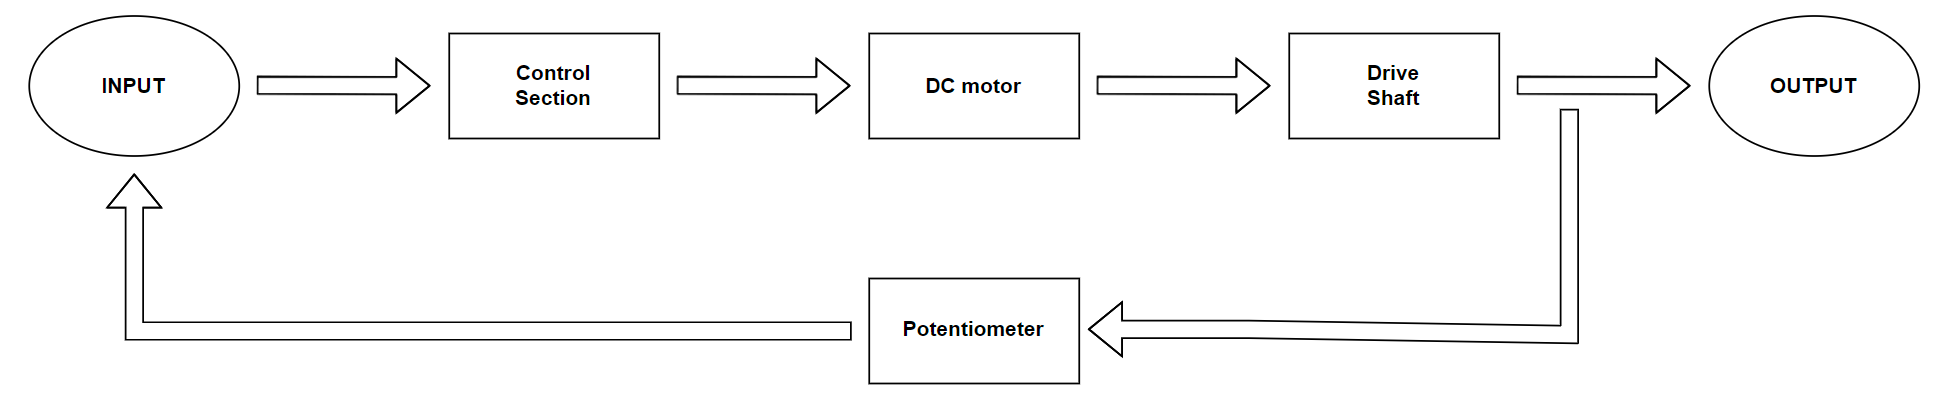 INPUT
Control
Section
DC motor
Drive
Shaft
OUTPUT
Potentiometer